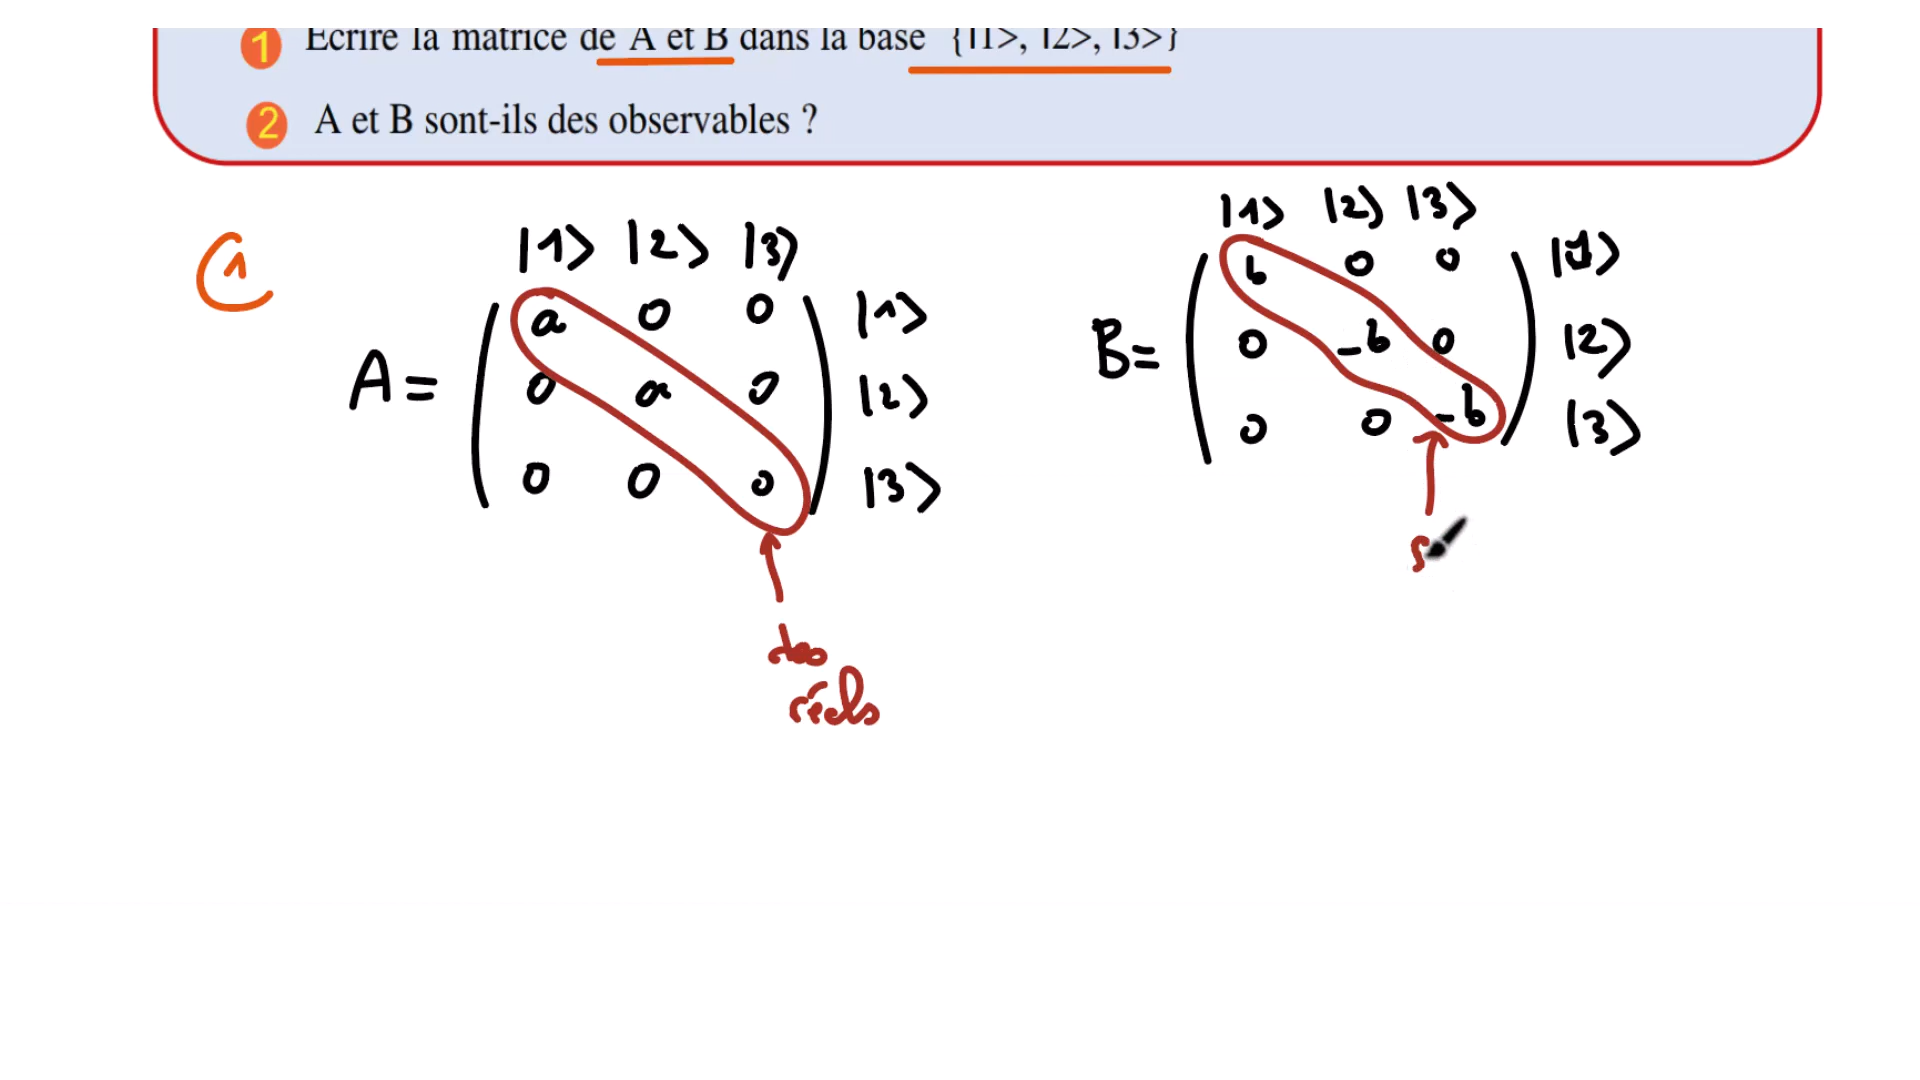 1 Ecrire la matrice de A et B dans la base {|1>, |2>, |3>}
2 A et B sont-ils des observables ?
1
|1⟩ |2⟩ |3⟩
A= ( a 0 0 ) |1⟩
( 0 a 0 ) |2⟩
( 0 0 0 ) |3⟩
des
réels
|1⟩ |2⟩ |3⟩
B= ( b 0 0 ) |1⟩
( 0 -b 0 ) |2⟩
( 0 0 -b ) |3⟩